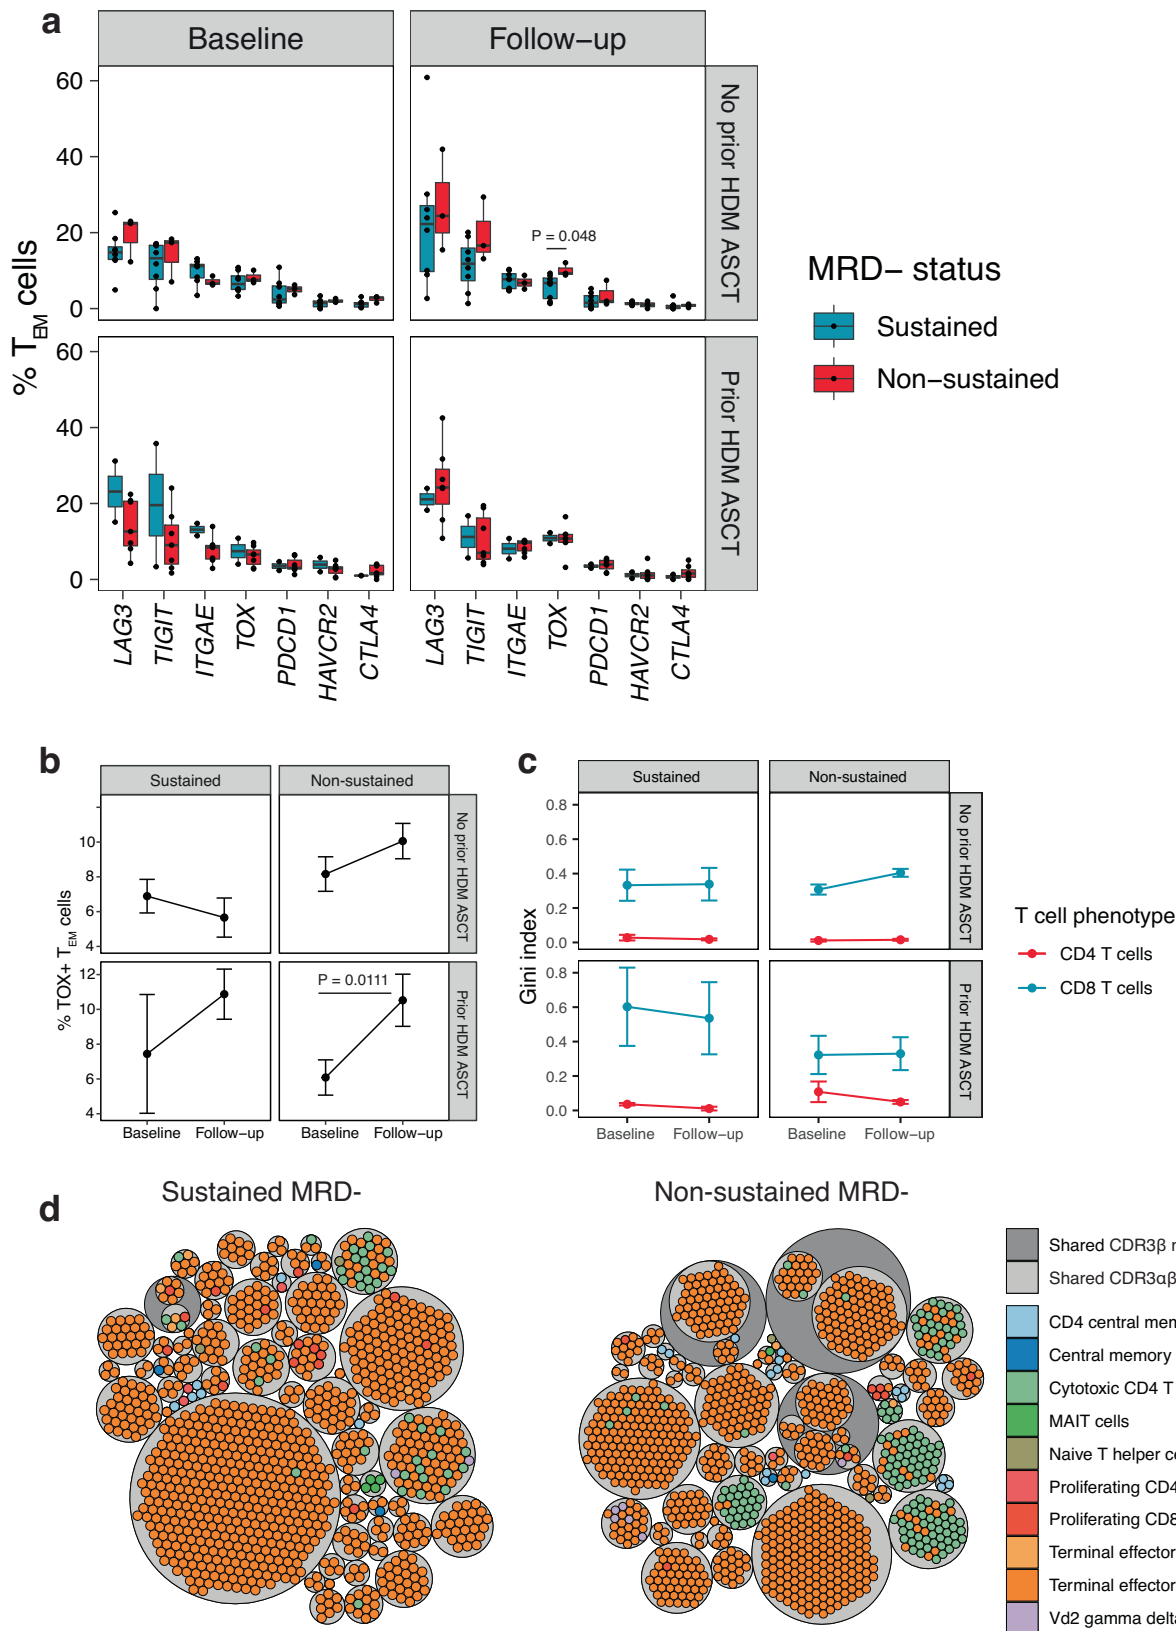 a
Baseline
Follow-up
% TEM cells
60
40
20
0
60
40
20
0
P = 0.048
No prior HDM ASCT
Prior HDM ASCT
LAG3
TIGIT
ITGAE
TOX
PDCD1
HAVCR2
CTLA4
LAG3
TIGIT
ITGAE
TOX
PDCD1
HAVCR2
CTLA4
MRD– status
Sustained
Non–sustained
b
Sustained
Non-sustained
% TOX+ TEM cells
10
8
6
4
12
10
8
6
4
P = 0.0111
No prior HDM ASCT
Prior HDM ASCT
Baseline
Follow–up
Baseline
Follow–up
c
Sustained
Non-sustained
Gini index
0.8
0.6
0.4
0.2
0.0
0.8
0.6
0.4
0.2
0.0
No prior HDM ASCT
Prior HDM ASCT
Baseline
Follow–up
Baseline
Follow–up
T cell phenotype
CD4 T cells
CD8 T cells
d
Sustained MRD-
Non-sustained MRD-
Shared CDR3β
Shared CDR3αβ
CD4 central mem
Central memory
Cytotoxic CD4 T
MAIT cells
Naive T helper ce
Proliferating CD4
Proliferating CD8
Terminal effector
Terminal effector
Vd2 gamma delta